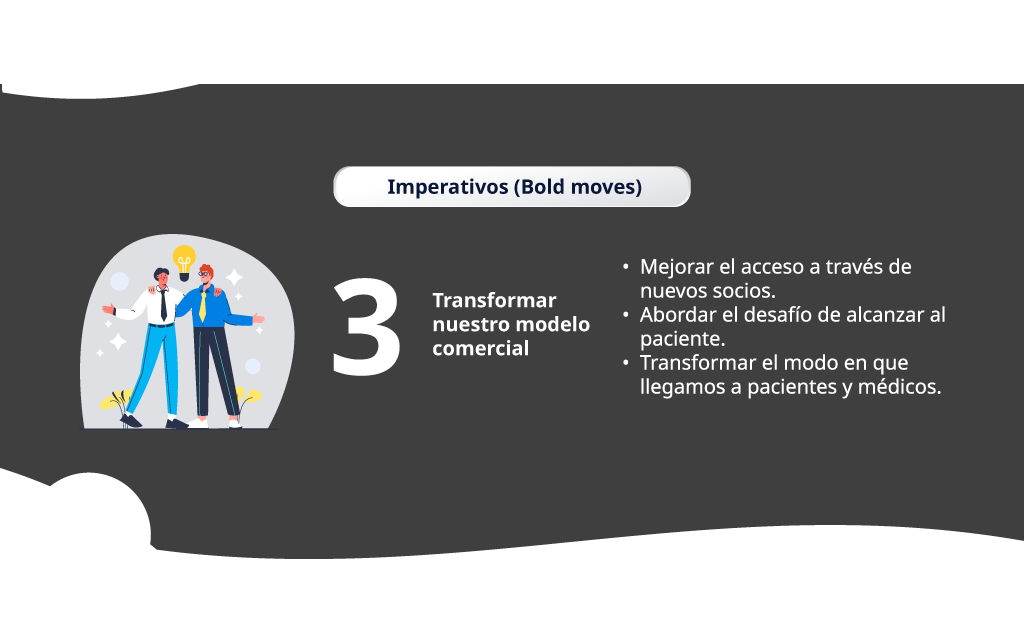 Imperativos (Bold moves)
3
Transformar
nuestro modelo
comercial
• Mejorar el acceso a través de
nuevos socios.
• Abordar el desafío de alcanzar al
paciente.
• Transformar el modo en que
llegamos a pacientes y médicos.